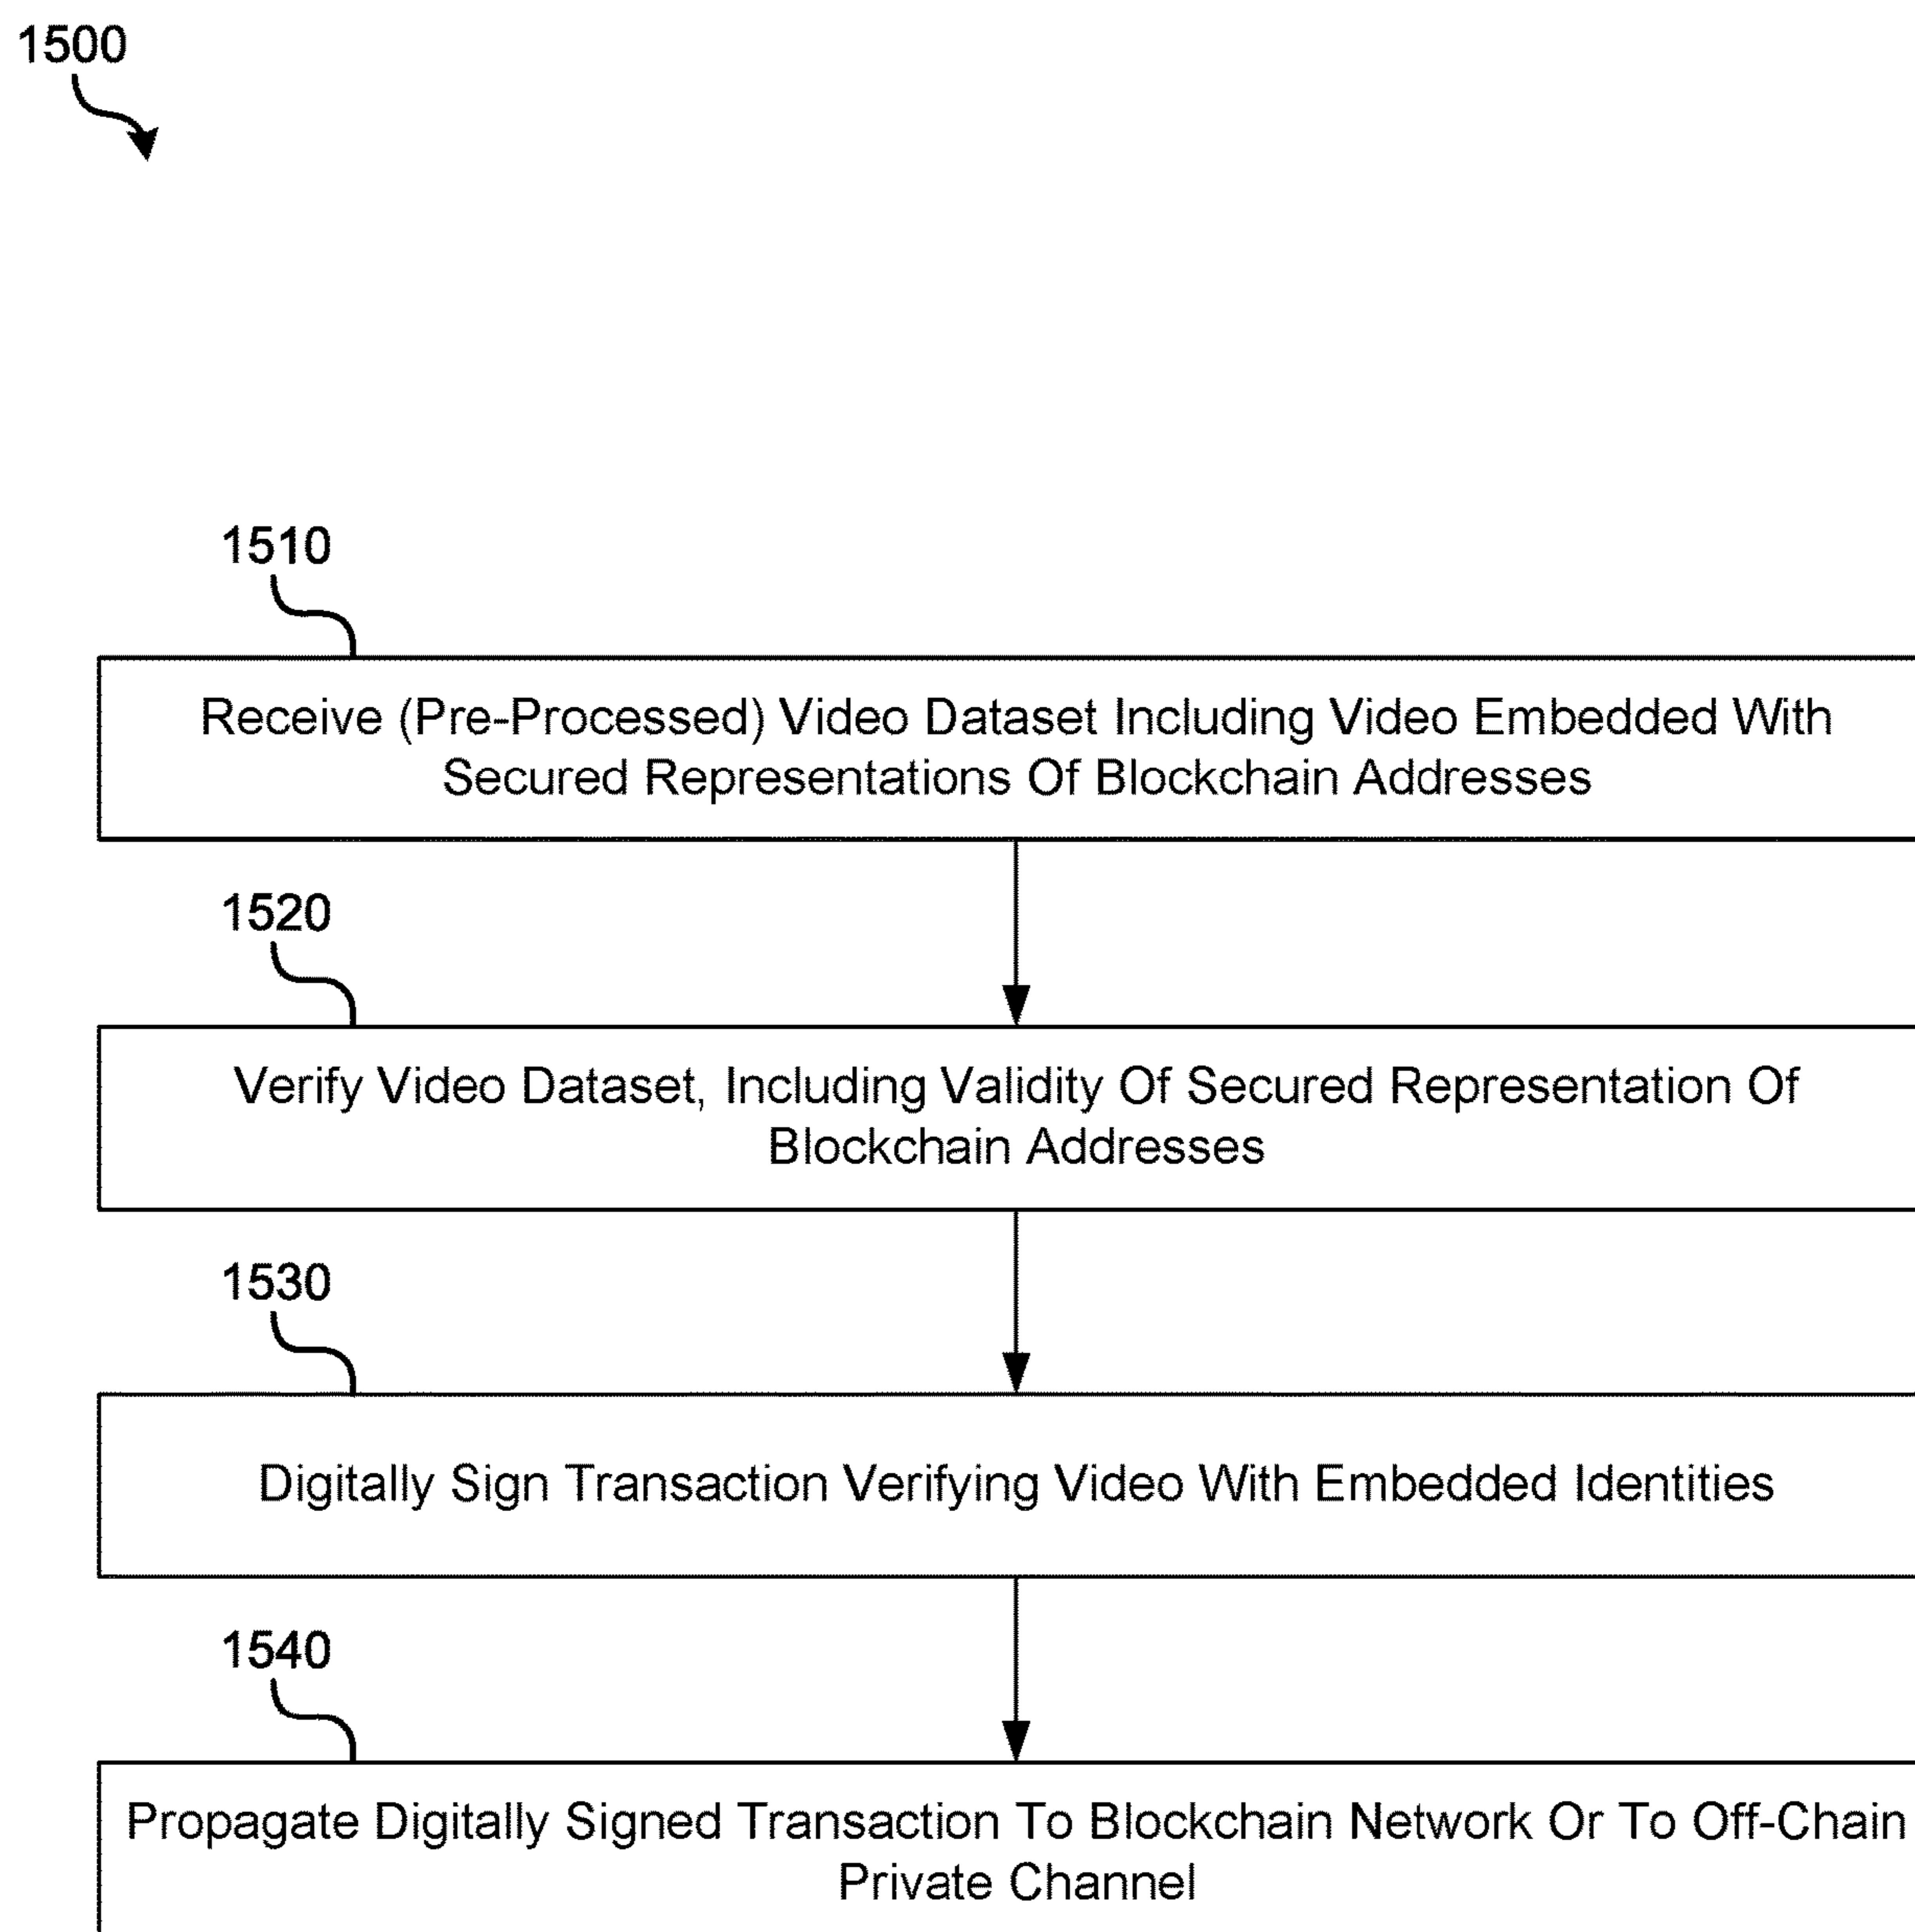 1500
1510
Receive (Pre-Processed) Video Dataset Including Video Embedded With
Secured Representations Of Blockchain Addresses
1520
Verify Video Dataset, Including Validity Of Secured Representation Of
Blockchain Addresses
1530
Digitally Sign Transaction Verifying Video With Embedded Identities
1540
Propagate Digitally Signed Transaction To Blockchain Network Or To Off-Chain
Private Channel